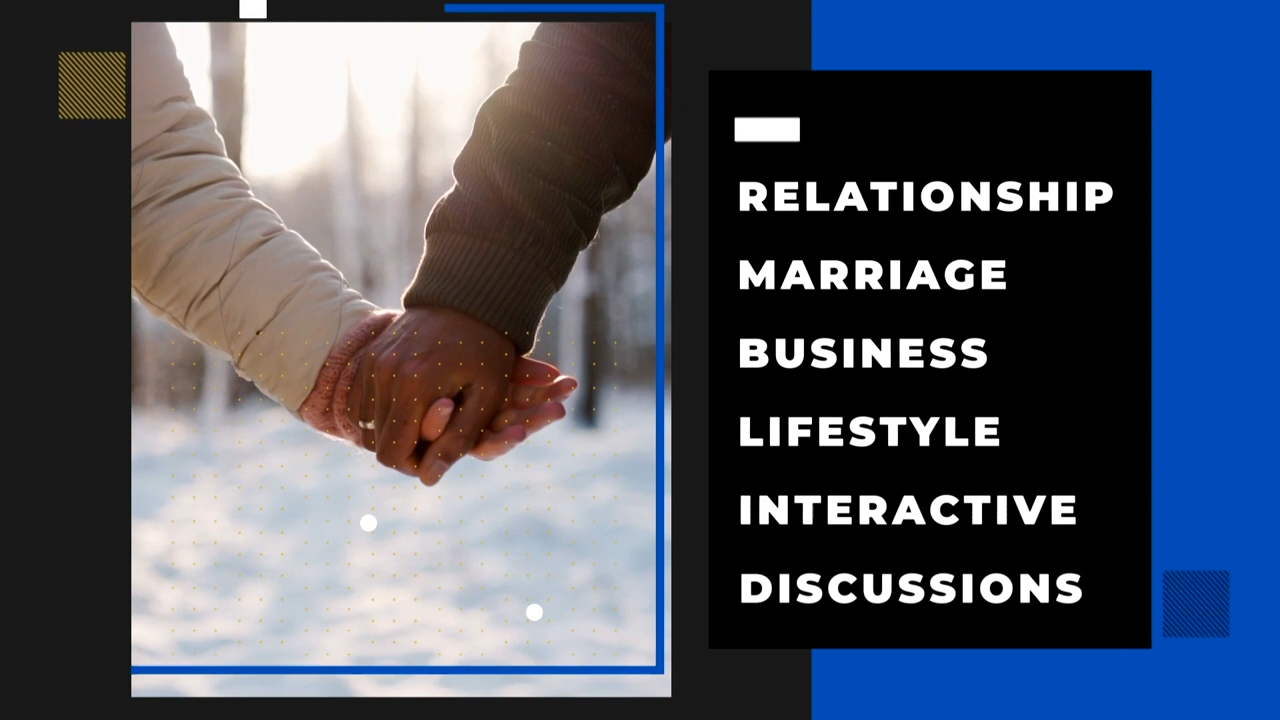 RELATIONSHIP
MARRIAGE
BUSINESS
LIFESTYLE
INTERACTIVE
DISCUSSIONS